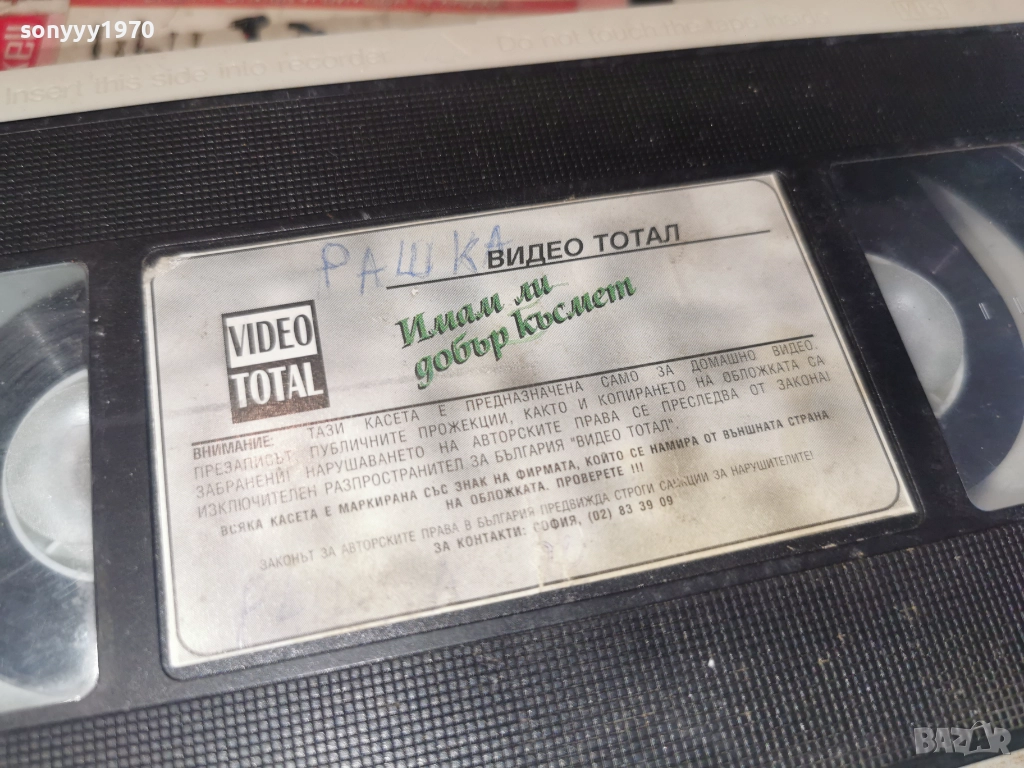 sonyyy1970
Insert this side into recorder
Do not touch the
РАШКА
ВИДЕО ТОТАЛ
VIDEO
TOTAL
Имам ли
добър късмет
ВНИМАНИЕ: ТАЗИ КАСЕТА Е ПРЕДНАЗНАЧЕНА САМО ЗА ДОМАШНО ВИДЕО.
ПРЕЗАПИСЪТ, ПУБЛИЧНИТЕ ПРОЖЕКЦИИ, КАКТО И КОПИРАНЕТО НА ОБЛОЖКАТА СА
ЗАБРАНЕНИ! НАРУШАВАНЕТО НА АВТОРСКИТЕ ПРАВА СЕ ПРЕСЛЕДВА ОТ ЗАКОНА!
ИЗКЛЮЧИТЕЛЕН РАЗПРОСТРАНИТЕЛ ЗА БЪЛГАРИЯ "ВИДЕО ТОТАЛ".
ВСЯКА КАСЕТА Е МАРКИРАНА СЪС ЗНАК НА ФИРМАТА, КОЙТО СЕ НАМИРА ОТ ВЪНШНАТА СТРАНА
НА ОБЛОЖКАТА. ПРОВЕРЕТЕ !!!
ЗАКОНЪТ ЗА АВТОРСКИТЕ ПРАВА В БЪЛГАРИЯ ПРЕДВИЖДА СТРОГИ САНКЦИИ ЗА НАРУШИТЕЛИТЕ!
ЗА КОНТАКТИ: СОФИЯ, (02) 83 39 09
BAZAR